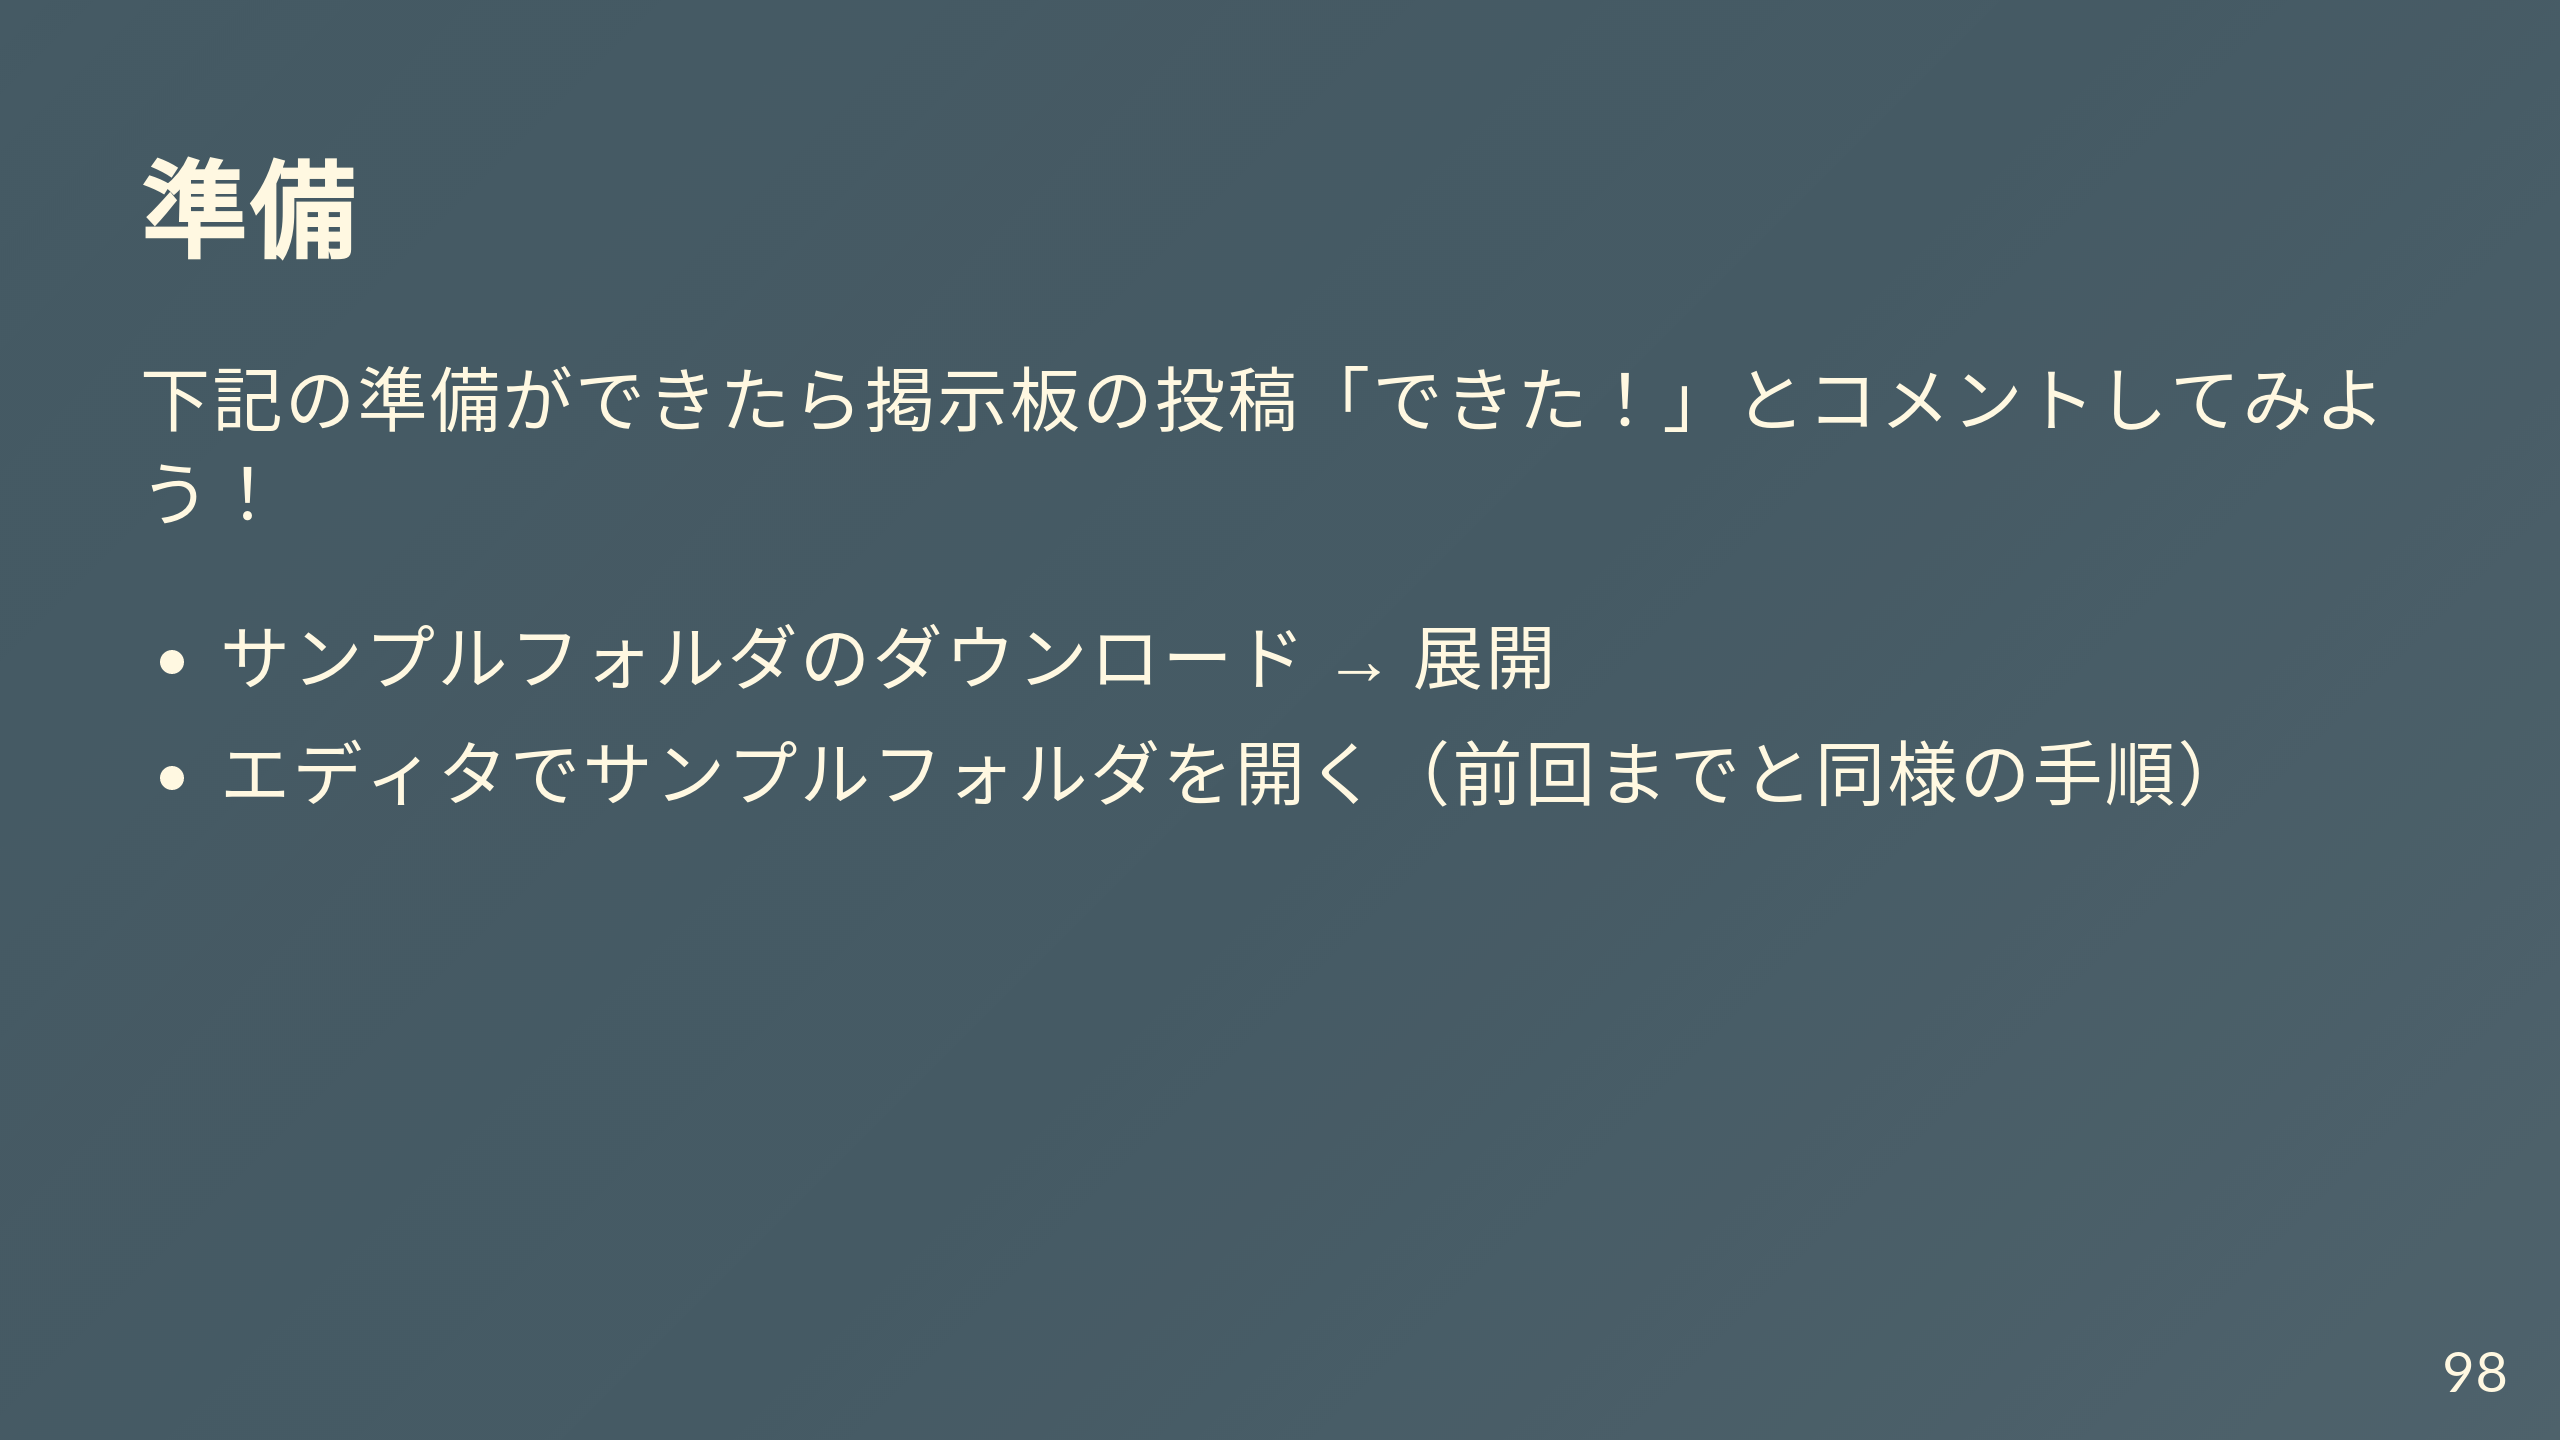 準備
下記の準備ができたら掲示板の投稿「できた！」とコメントしてみよ
う！
• サンプルフォルダのダウンロード → 展開
• エディタでサンプルフォルダを開く（前回までと同様の手順）
98